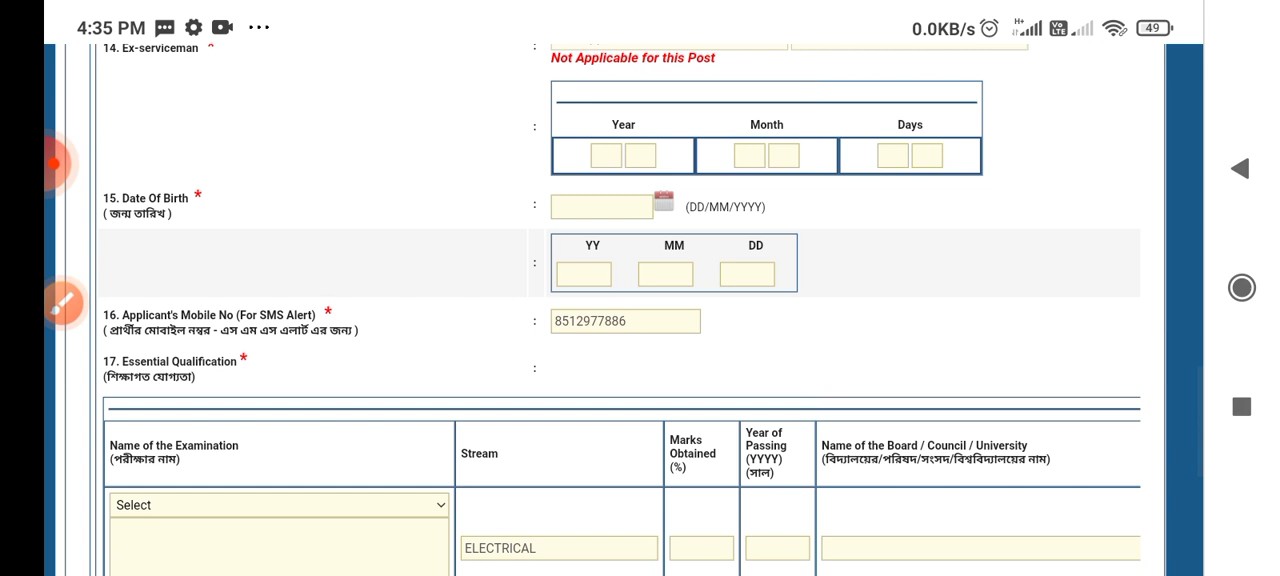 4:35 PM
0.0KB/s
H+
Vo
LTE
49
14. Ex-serviceman *
:
Not Applicable for this Post
:
Year
Month
Days
15. Date Of Birth *
( জন্ম তারিখ )
:
(DD/MM/YYYY)
:
YY
MM
DD
16. Applicant's Mobile No (For SMS Alert) *
( প্রার্থীর মোবাইল নম্বর - এস এম এস এলার্ট এর জন্য )
:
8512977886
17. Essential Qualification *
(শিক্ষাগত যোগ্যতা)
:
Name of the Examination
(পরীক্ষার নাম)
Stream
Marks
Obtained
(%)
Year of
Passing
(YYYY)
(সাল)
Name of the Board / Council / University
(বিদ্যালয়ের/পরিষদ/সংসদ/বিশ্ববিদ্যালয়ের নাম)
Select
ELECTRICAL